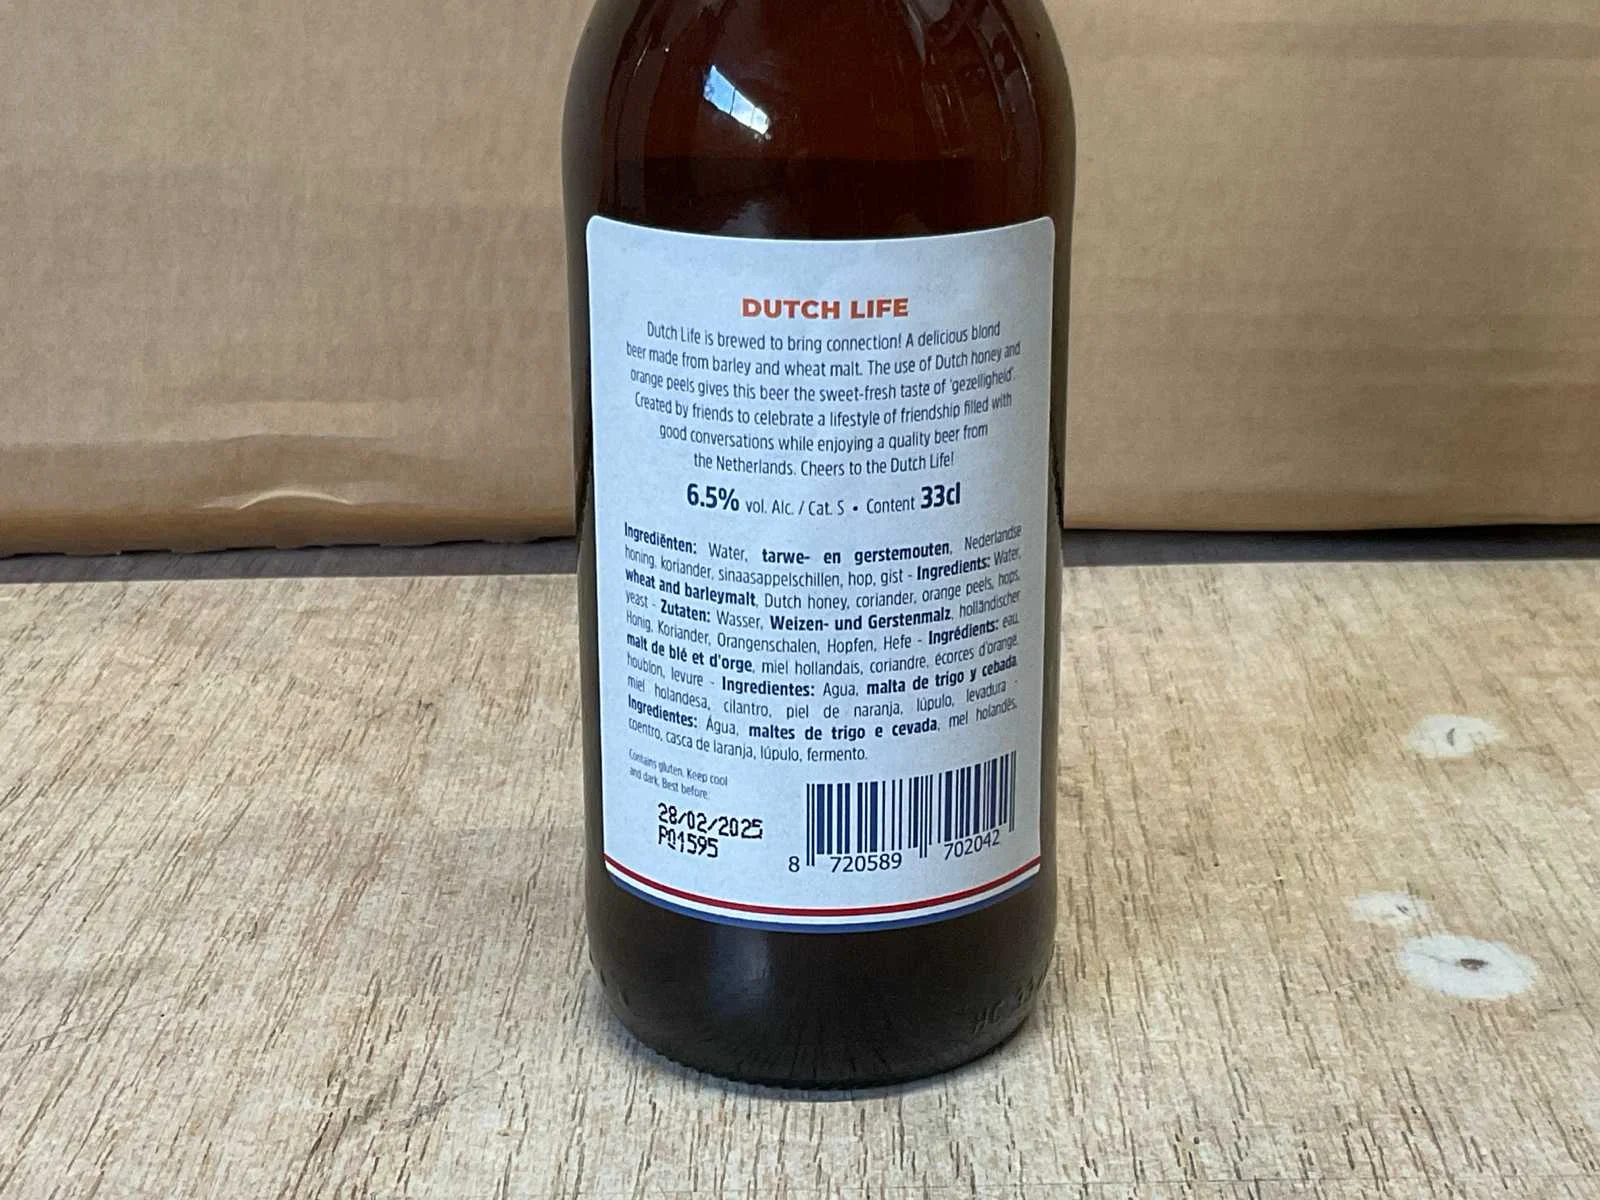 DUTCH LIFE
Dutch Life is brewed to bring connection! A delicious blond
beer made from barley and wheat malt. The use of Dutch honey and
orange peels gives this beer the sweet-fresh taste of 'gezelligheid'.
Created by friends to celebrate a lifestyle of friendship filled with
good conversations while enjoying a quality beer from
the Netherlands. Cheers to the Dutch Life!
6.5% vol. Alc. / Cat. S • Content 33cl
Ingrediënten: Water, tarwe- en gerstemouten, Nederlandse
honing, koriander, sinaasappelschillen, hop, gist - Ingredients: Water,
wheat and barleymalt, Dutch honey, coriander, orange peels, hops,
yeast - Zutaten: Wasser, Weizen- und Gerstenmalz, holländischer
Honig, Koriander, Orangenschalen, Hopfen, Hefe - Ingrédients: eau,
malt de blé et d'orge, miel hollandais, coriandre, écorces d'orange,
houblon, levure - Ingredientes: Agua, malta de trigo y cebada,
miel holandesa, cilantro, piel de naranja, lúpulo, levadura -
Ingredientes: Água, maltes de trigo e cevada, mel holandês,
coentro, casca de laranja, lúpulo, fermento.
Contains gluten. Keep cool
and dark. Best before:
28/02/2025
P01595
8 720589 702042